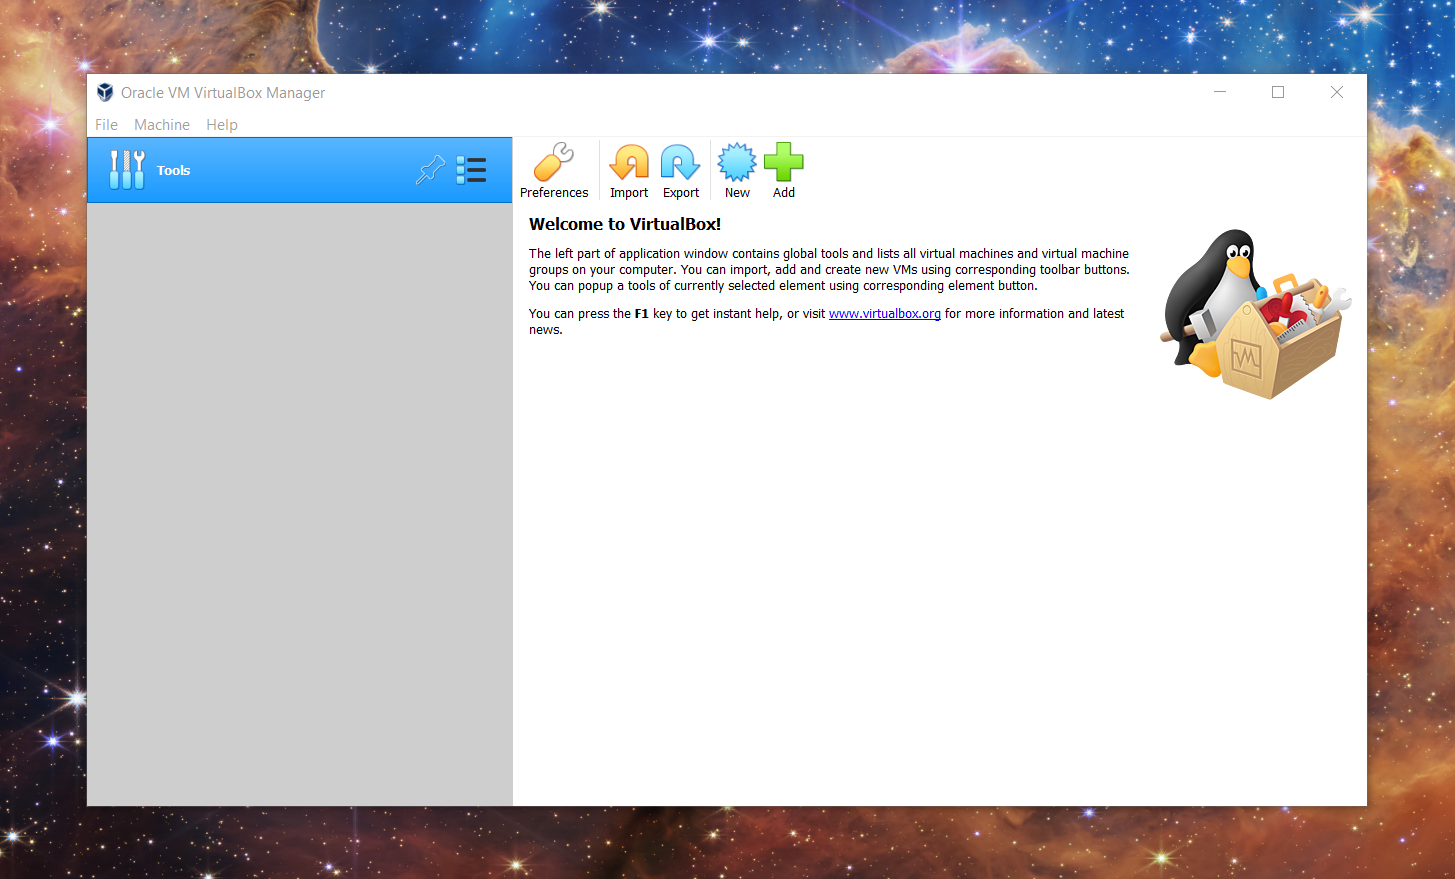 Oracle VM VirtualBox Manager
File Machine Help
Tools
Preferences Import Export New Add
Welcome to VirtualBox!
The left part of application window contains global tools and lists all virtual machines and virtual machine
groups on your computer. You can import, add and create new VMs using corresponding toolbar buttons.
You can popup a tools of currently selected element using corresponding element button.
You can press the F1 key to get instant help, or visit www.virtualbox.org for more information and latest
news.